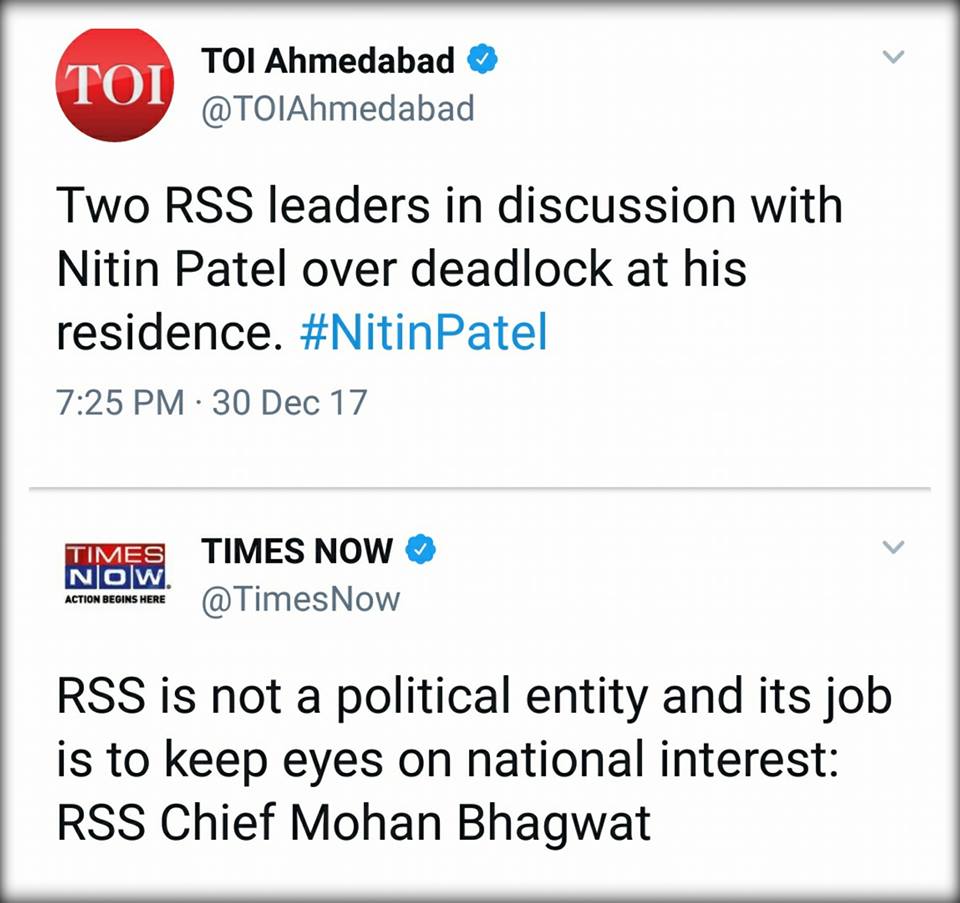 TOI
TOI Ahmedabad
@TOIAhmedabad
Two RSS leaders in discussion with
Nitin Patel over deadlock at his
residence. #NitinPatel
7:25 PM · 30 Dec 17
TIMES
NOW
ACTION BEGINS HERE
TIMES NOW
@TimesNow
RSS is not a political entity and its job
is to keep eyes on national interest:
RSS Chief Mohan Bhagwat